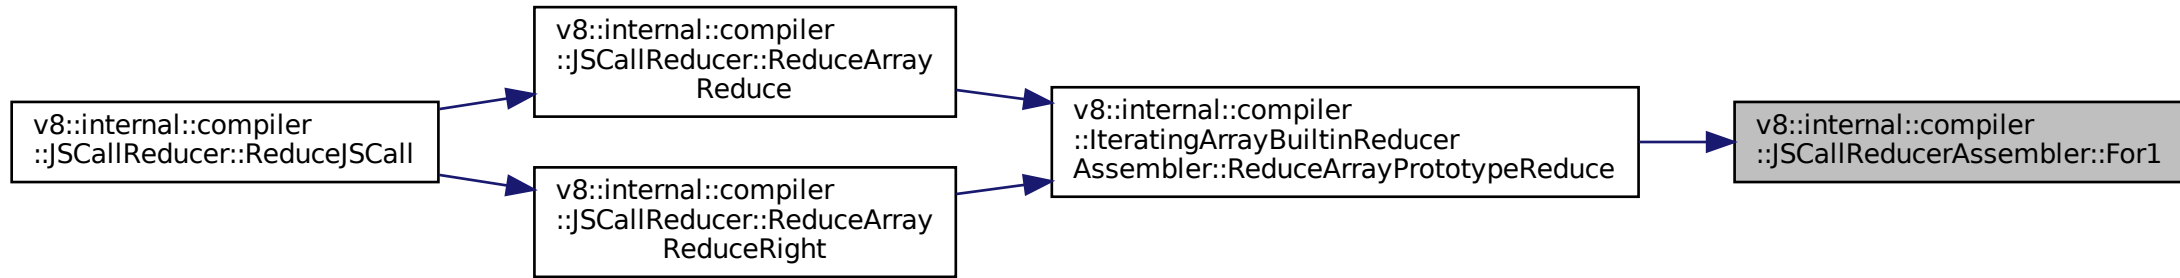 v8::internal::compiler
::JSCallReducer::ReduceJSCall
v8::internal::compiler
::JSCallReducer::ReduceArray
Reduce
v8::internal::compiler
::JSCallReducer::ReduceArray
ReduceRight
v8::internal::compiler
::IteratingArrayBuiltinReducer
Assembler::ReduceArrayPrototypeReduce
v8::internal::compiler
::JSCallReducerAssembler::For1